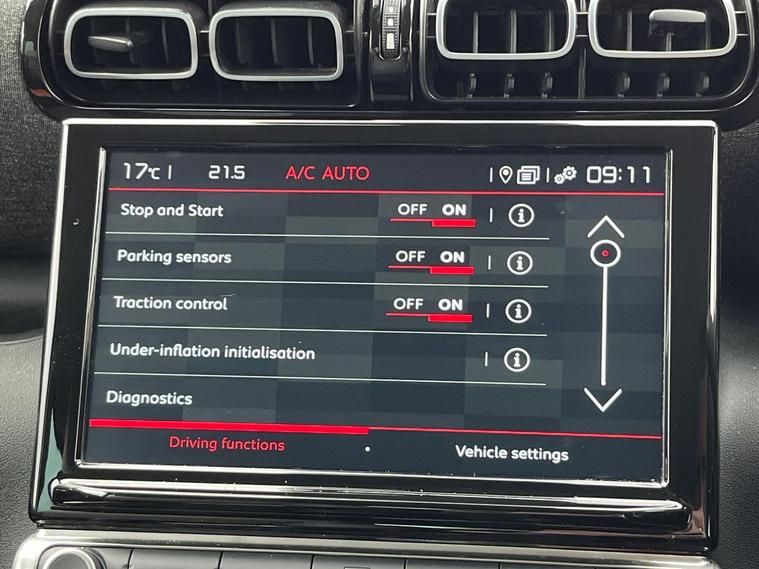 17°C 21.5 A/C AUTO 09:11
Stop and Start OFF ON
Parking sensors OFF ON
Traction control OFF ON
Under-inflation initialisation
Diagnostics
Driving functions Vehicle settings